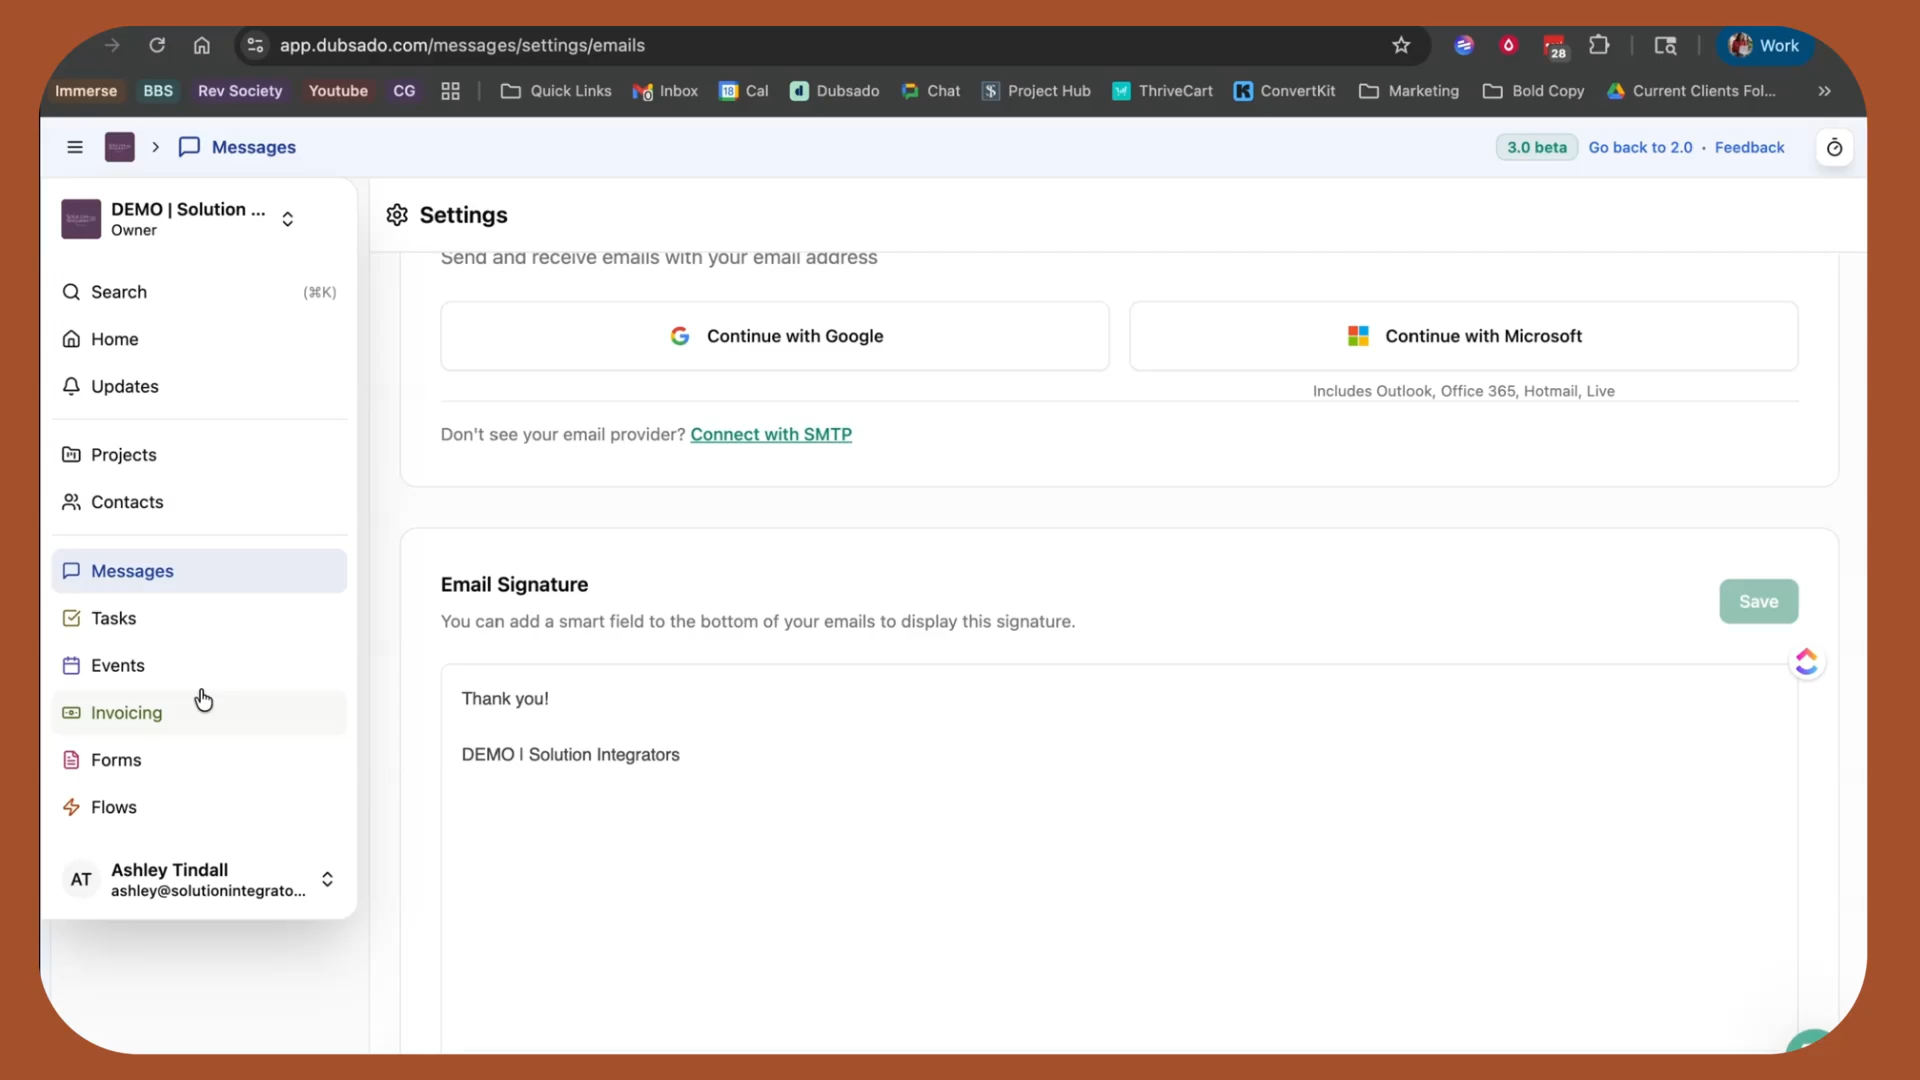 app.dubsado.com/messages/settings/emails
28
Work
Immerse BBS Rev Society Youtube CG Quick Links Inbox 18 Cal Dubsado Chat Project Hub ThriveCart ConvertKit Marketing Bold Copy Current Clients Fol...
Messages
3.0 beta Go back to 2.0 · Feedback
DEMO | Solution ...
Owner
Search (⌘K)
Home
Updates
Projects
Contacts
Messages
Tasks
Events
Invoicing
Forms
Flows
AT
Ashley Tindall
ashley@solutionintegrato...
Settings
Send and receive emails with your email address
Continue with Google
Continue with Microsoft
Includes Outlook, Office 365, Hotmail, Live
Don't see your email provider? Connect with SMTP
Email Signature
You can add a smart field to the bottom of your emails to display this signature.
Save
Thank you!
DEMO | Solution Integrators